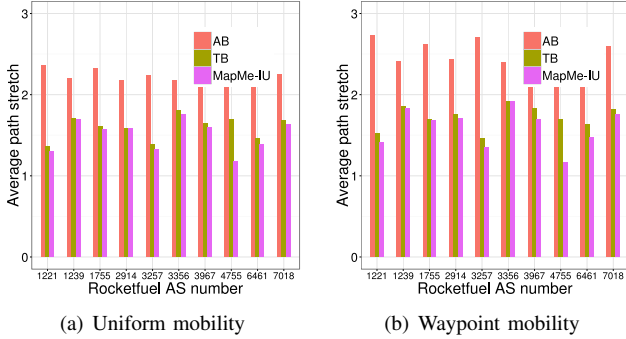 3
2
1
0
Average path stretch
AB
TB
MapMe-IU
1221 1239 1755 2914 3257 3356 3967 4755 6461 7018
Rocketfuel AS number
(a) Uniform mobility
3
2
1
0
Average path stretch
AB
TB
MapMe-IU
1221 1239 1755 2914 3257 3356 3967 4755 6461 7018
Rocketfuel AS number
(b) Waypoint mobility